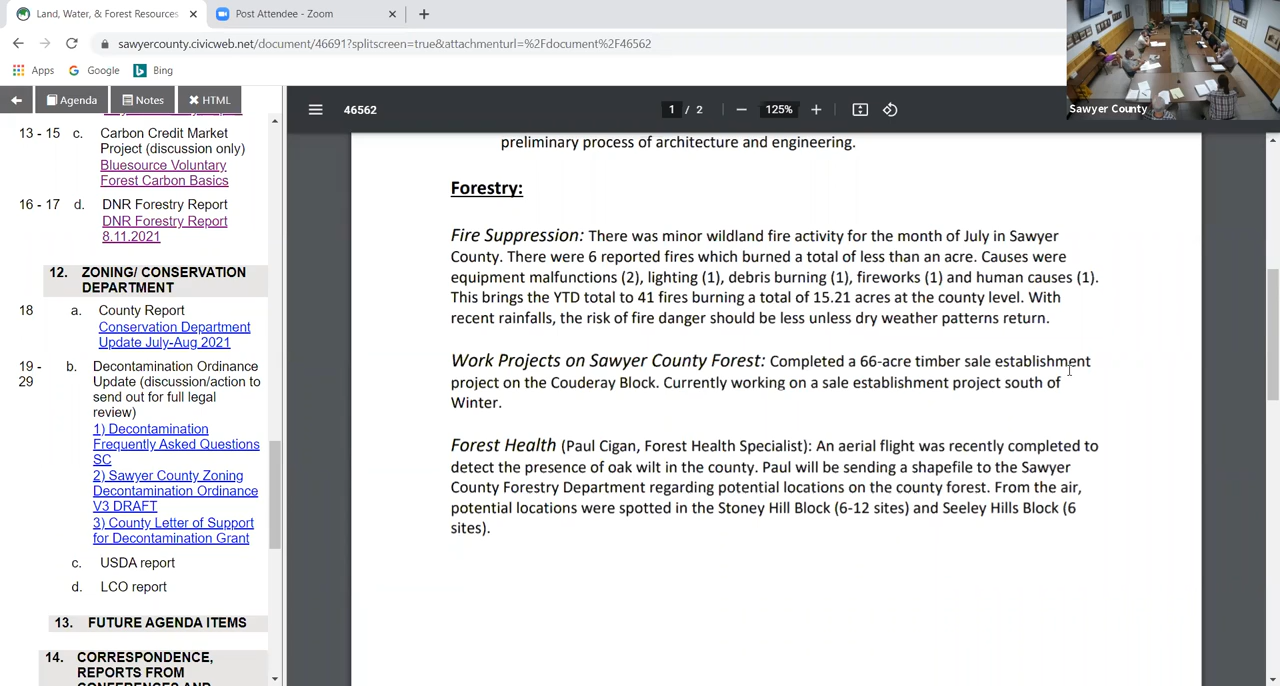 Land, Water, & Forest Resources
Post Attendee - Zoom
sawyercounty.civicweb.net/document/46691?splitscreen=true&attachmenturl=%2Fdocument%2F46562
Apps
Google
Bing
Sawyer County
Agenda
Notes
HTML
46562
1 / 2
125%
13 - 15 c. Carbon Credit Market
Project (discussion only)
Bluesource Voluntary
Forest Carbon Basics
16 - 17 d. DNR Forestry Report
DNR Forestry Report
8.11.2021
12. ZONING/ CONSERVATION
DEPARTMENT
18 a. County Report
Conservation Department
Update July-Aug 2021
19 - b. Decontamination Ordinance
29 Update (discussion/action to
send out for full legal
review)
1) Decontamination
Frequently Asked Questions
SC
2) Sawyer County Zoning
Decontamination Ordinance
V3 DRAFT
3) County Letter of Support
for Decontamination Grant
c. USDA report
d. LCO report
13. FUTURE AGENDA ITEMS
14. CORRESPONDENCE,
REPORTS FROM
CONFERENCES AND
preliminary process of architecture and engineering.
Forestry:
Fire Suppression: There was minor wildland fire activity for the month of July in Sawyer
County. There were 6 reported fires which burned a total of less than an acre. Causes were
equipment malfunctions (2), lighting (1), debris burning (1), fireworks (1) and human causes (1).
This brings the YTD total to 41 fires burning a total of 15.21 acres at the county level. With
recent rainfalls, the risk of fire danger should be less unless dry weather patterns return.
Work Projects on Sawyer County Forest: Completed a 66-acre timber sale establishment
project on the Couderay Block. Currently working on a sale establishment project south of
Winter.
Forest Health (Paul Cigan, Forest Health Specialist): An aerial flight was recently completed to
detect the presence of oak wilt in the county. Paul will be sending a shapefile to the Sawyer
County Forestry Department regarding potential locations on the county forest. From the air,
potential locations were spotted in the Stoney Hill Block (6-12 sites) and Seeley Hills Block (6
sites).